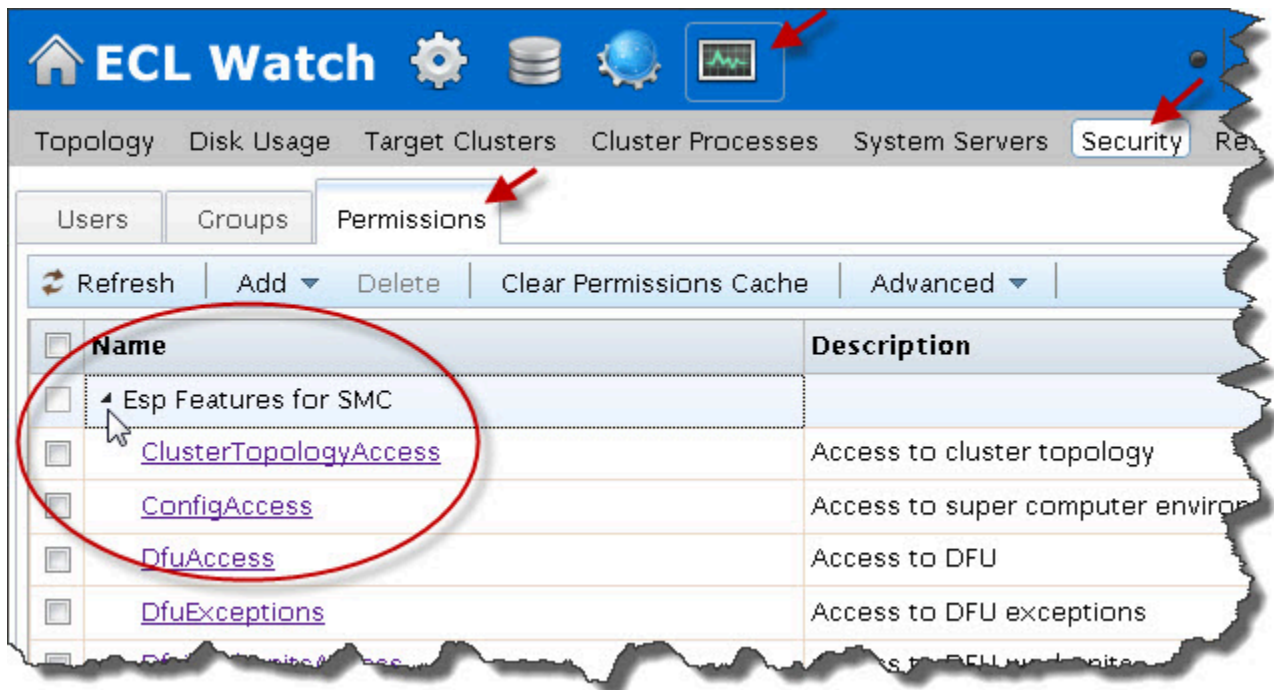 ECL Watch
Topology Disk Usage Target Clusters Cluster Processes System Servers Security
Users Groups Permissions
Refresh Add Delete Clear Permissions Cache Advanced
Name Description
Esp Features for SMC
ClusterTopologyAccess Access to cluster topology
ConfigAccess Access to super computer environ
DfuAccess Access to DFU
DfuExceptions Access to DFU exceptions